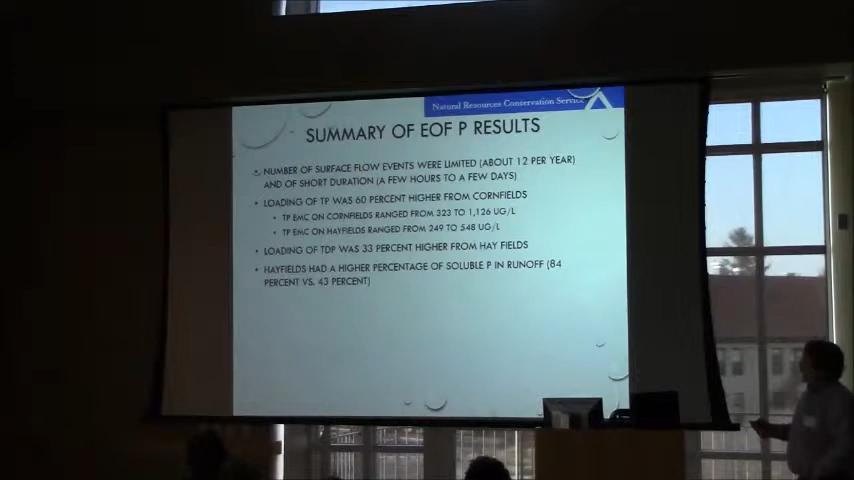 Natural Resources Conservation Service
SUMMARY OF EOF P RESULTS
• NUMBER OF SURFACE FLOW EVENTS WERE LIMITED (ABOUT 12 PER YEAR)
AND OF SHORT DURATION (A FEW HOURS TO A FEW DAYS)
• LOADING OF TP WAS 60 PERCENT HIGHER FROM CORNFIELDS
• TP EMC ON CORNFIELDS RANGED FROM 323 TO 1,126 UG/L
• TP EMC ON HAYFIELDS RANGED FROM 249 TO 548 UG/L
• LOADING OF TDP WAS 33 PERCENT HIGHER FROM HAY FIELDS
• HAYFIELDS HAD A HIGHER PERCENTAGE OF SOLUBLE P IN RUNOFF (84
PERCENT VS. 43 PERCENT)